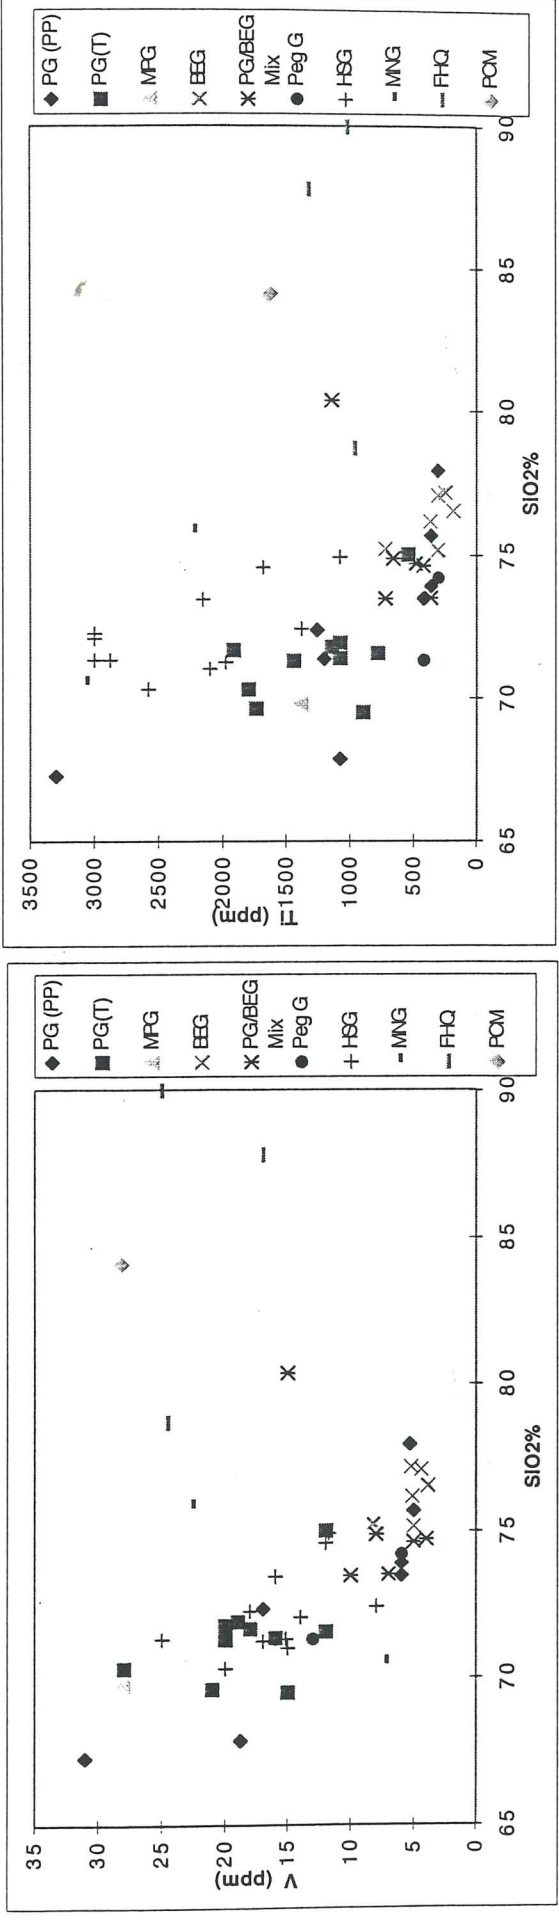 3500
3000
2500
2000
1500
1000
500
0
Ti (ppm)
65
70
75
80
85
90
SIO2%
PG (PP)
PG(T)
MPG
BEG
PG/BEG
Mix
Peg G
HSG
MNG
FHQ
PCM
35
30
25
20
15
10
5
0
V (ppm)
65
70
75
80
85
90
SIO2%
PG (PP)
PG(T)
MPG
BEG
PG/BEG
Mix
Peg G
HSG
MNG
FHQ
PCM